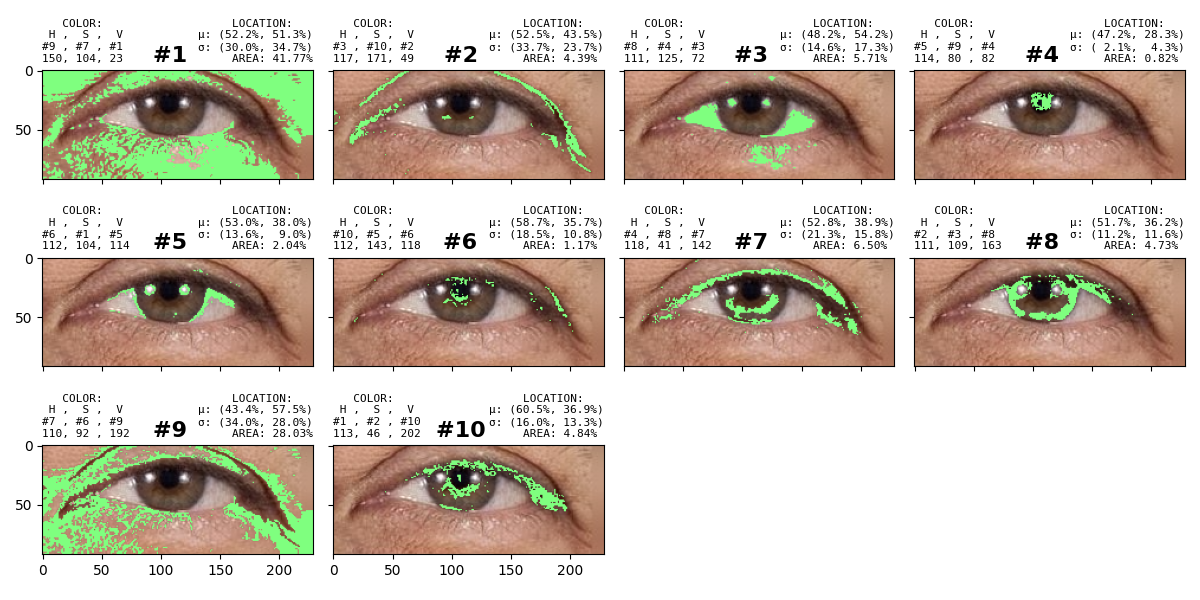 COLOR: LOCATION:
H , S , V μ: (52.2%, 51.3%)
#9 , #7 , #1 #1 σ: (30.0%, 34.7%)
150, 104, 23 AREA: 41.77%
COLOR: LOCATION:
H , S , V μ: (52.5%, 43.5%)
#3 , #10, #2 #2 σ: (33.7%, 23.7%)
117, 171, 49 AREA: 4.39%
COLOR: LOCATION:
H , S , V μ: (48.2%, 54.2%)
#8 , #4 , #3 #3 σ: (14.6%, 17.3%)
111, 125, 72 AREA: 5.71%
COLOR: LOCATION:
H , S , V μ: (47.2%, 28.3%)
#5 , #9 , #4 #4 σ: ( 2.1%, 4.3%)
114, 80 , 82 AREA: 0.82%
0
50
COLOR: LOCATION:
H , S , V μ: (53.0%, 38.0%)
#6 , #1 , #5 #5 σ: (13.6%, 9.0%)
112, 104, 114 AREA: 2.04%
COLOR: LOCATION:
H , S , V μ: (58.7%, 35.7%)
#10, #5 , #6 #6 σ: (18.5%, 10.8%)
112, 143, 118 AREA: 1.17%
COLOR: LOCATION:
H , S , V μ: (52.8%, 38.9%)
#4 , #8 , #7 #7 σ: (21.3%, 15.8%)
118, 41 , 142 AREA: 6.50%
COLOR: LOCATION:
H , S , V μ: (51.7%, 36.2%)
#2 , #3 , #8 #8 σ: (11.2%, 11.6%)
111, 109, 163 AREA: 4.73%
0
50
COLOR: LOCATION:
H , S , V μ: (43.4%, 57.5%)
#7 , #6 , #9 #9 σ: (34.0%, 28.0%)
110, 92 , 192 AREA: 28.03%
COLOR: LOCATION:
H , S , V μ: (60.5%, 36.9%)
#1 , #2 , #10 #10 σ: (16.0%, 13.3%)
113, 46 , 202 AREA: 4.84%
0
50
0 50 100 150 200
0 50 100 150 200